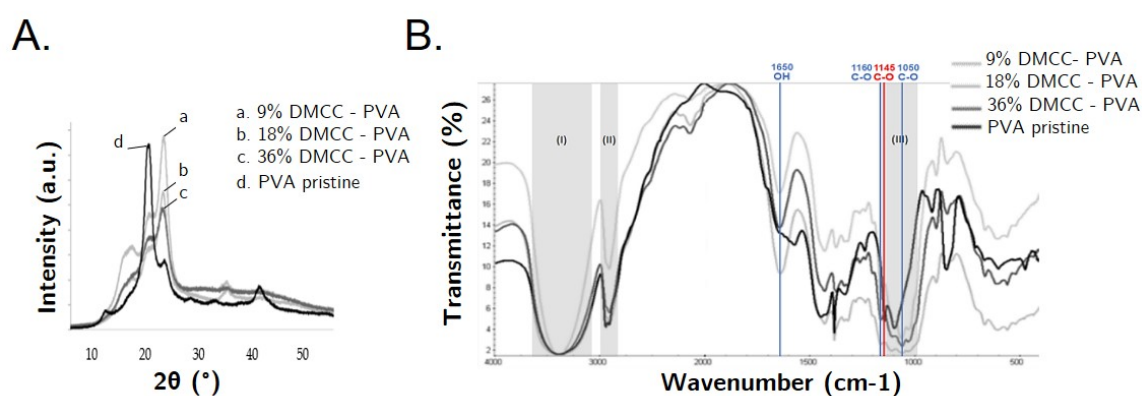 A.
a. 9% DMCC - PVA
b. 18% DMCC - PVA
c. 36% DMCC - PVA
d. PVA pristine
a
d
b
c
Intensity (a.u.)
10 20 30 40 50
2θ (°)
B.
9% DMCC- PVA
18% DMCC - PVA
36% DMCC - PVA
PVA pristine
1650 1160 1145 1050
OH C-O C-O C-O
(I) (II) (III)
Transmittance (%)
26
24
22
20
18
16
14
12
10
8
6
4
2
4000 3000 2000 1000 500
Wavenumber (cm-1)